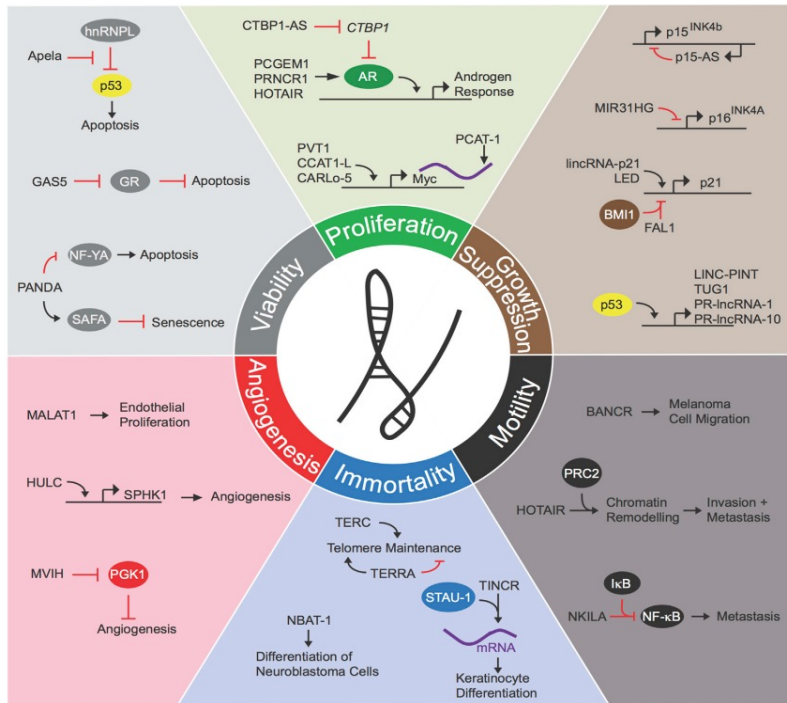 hnRNPL
Apela
p53
Apoptosis
GAS5
GR
Apoptosis
NF-YA
Apoptosis
PANDA
SAFA
Senescence
CTBP1-AS
CTBP1
PCGEM1
PRNCR1
HOTAIR
AR
Androgen
Response
PVT1
CCAT1-L
CARLo-5
Myc
PCAT-1
p15INK4b
p15-AS
MIR31HG
p16INK4A
lincRNA-p21
LED
p21
BMI1
FAL1
p53
LINC-PINT
TUG1
PR-lncRNA-1
PR-lncRNA-10
Viability
Proliferation
Growth
Suppression
Angiogenesis
Immortality
Motility
MALAT1
Endothelial
Proliferation
HULC
SPHK1
Angiogenesis
MVIH
PGK1
Angiogenesis
TERC
Telomere Maintenance
TERRA
STAU-1
TINCR
mRNA
NBAT-1
Differentiation of
Neuroblastoma Cells
Keratinocyte
Differentiation
BANCR
Melanoma
Cell Migration
PRC2
HOTAIR
Chromatin
Remodelling
Invasion +
Metastasis
IκB
NKILA
NF-κB
Metastasis